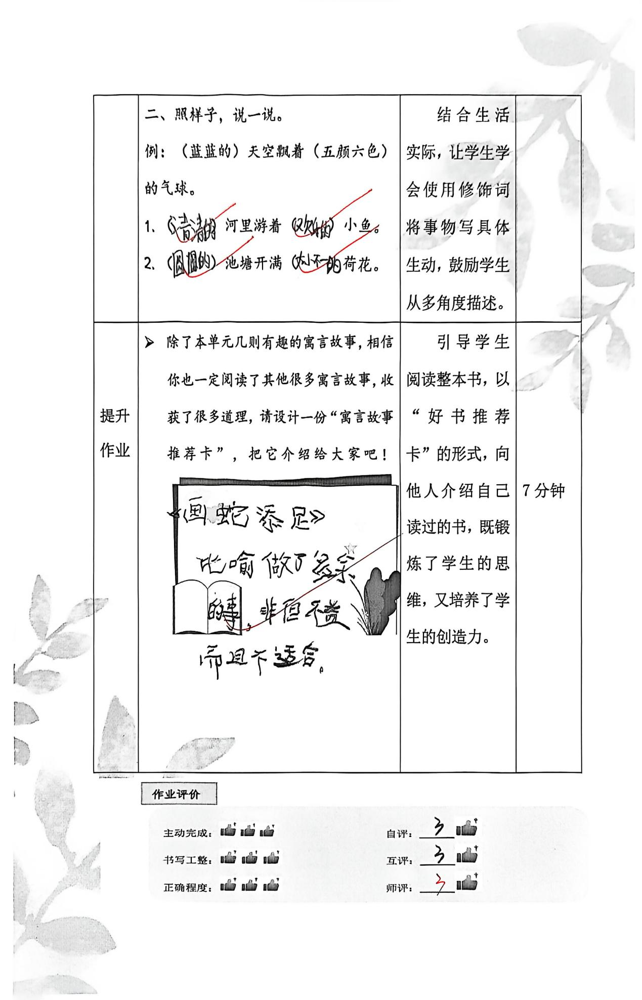 二、照样子，说一说。
例：（蓝蓝的）天空飘着（五颜六色）
的气球。
1.（清清的）河里游着（欢快的）小鱼。
2.（圆圆的）池塘开满（大小不一的）荷花。
结合生活
实际，让学生学
会使用修饰词
将事物写具体
生动，鼓励学生
从多角度描述。
提升
作业
➢ 除了本单元几则有趣的寓言故事，相信
你也一定阅读了其他很多寓言故事，收
获了很多道理，请设计一份“寓言故事
推荐卡”，把它介绍给大家吧！
《画蛇添足》
比喻做了多余
的事，非但不益
而且不适合。
引导学生
阅读整本书，以
“好书推荐
卡”的形式，向
他人介绍自己
读过的书，既锻
炼了学生的思
维，又培养了学
生的创造力。
7分钟
作业评价
主动完成：
自评：3
书写工整：
互评：3
正确程度：
师评：3